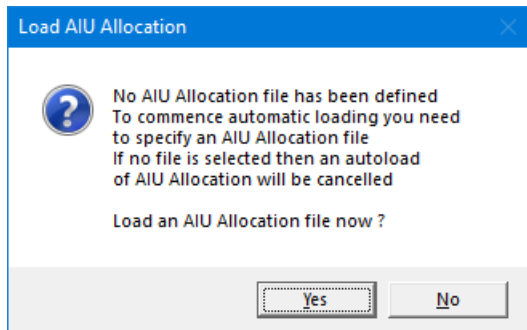 Load AIU Allocation
No AIU Allocation file has been defined
To commence automatic loading you need
to specify an AIU Allocation file
If no file is selected then an autoload
of AIU Allocation will be cancelled
Load an AIU Allocation file now ?
Yes
No